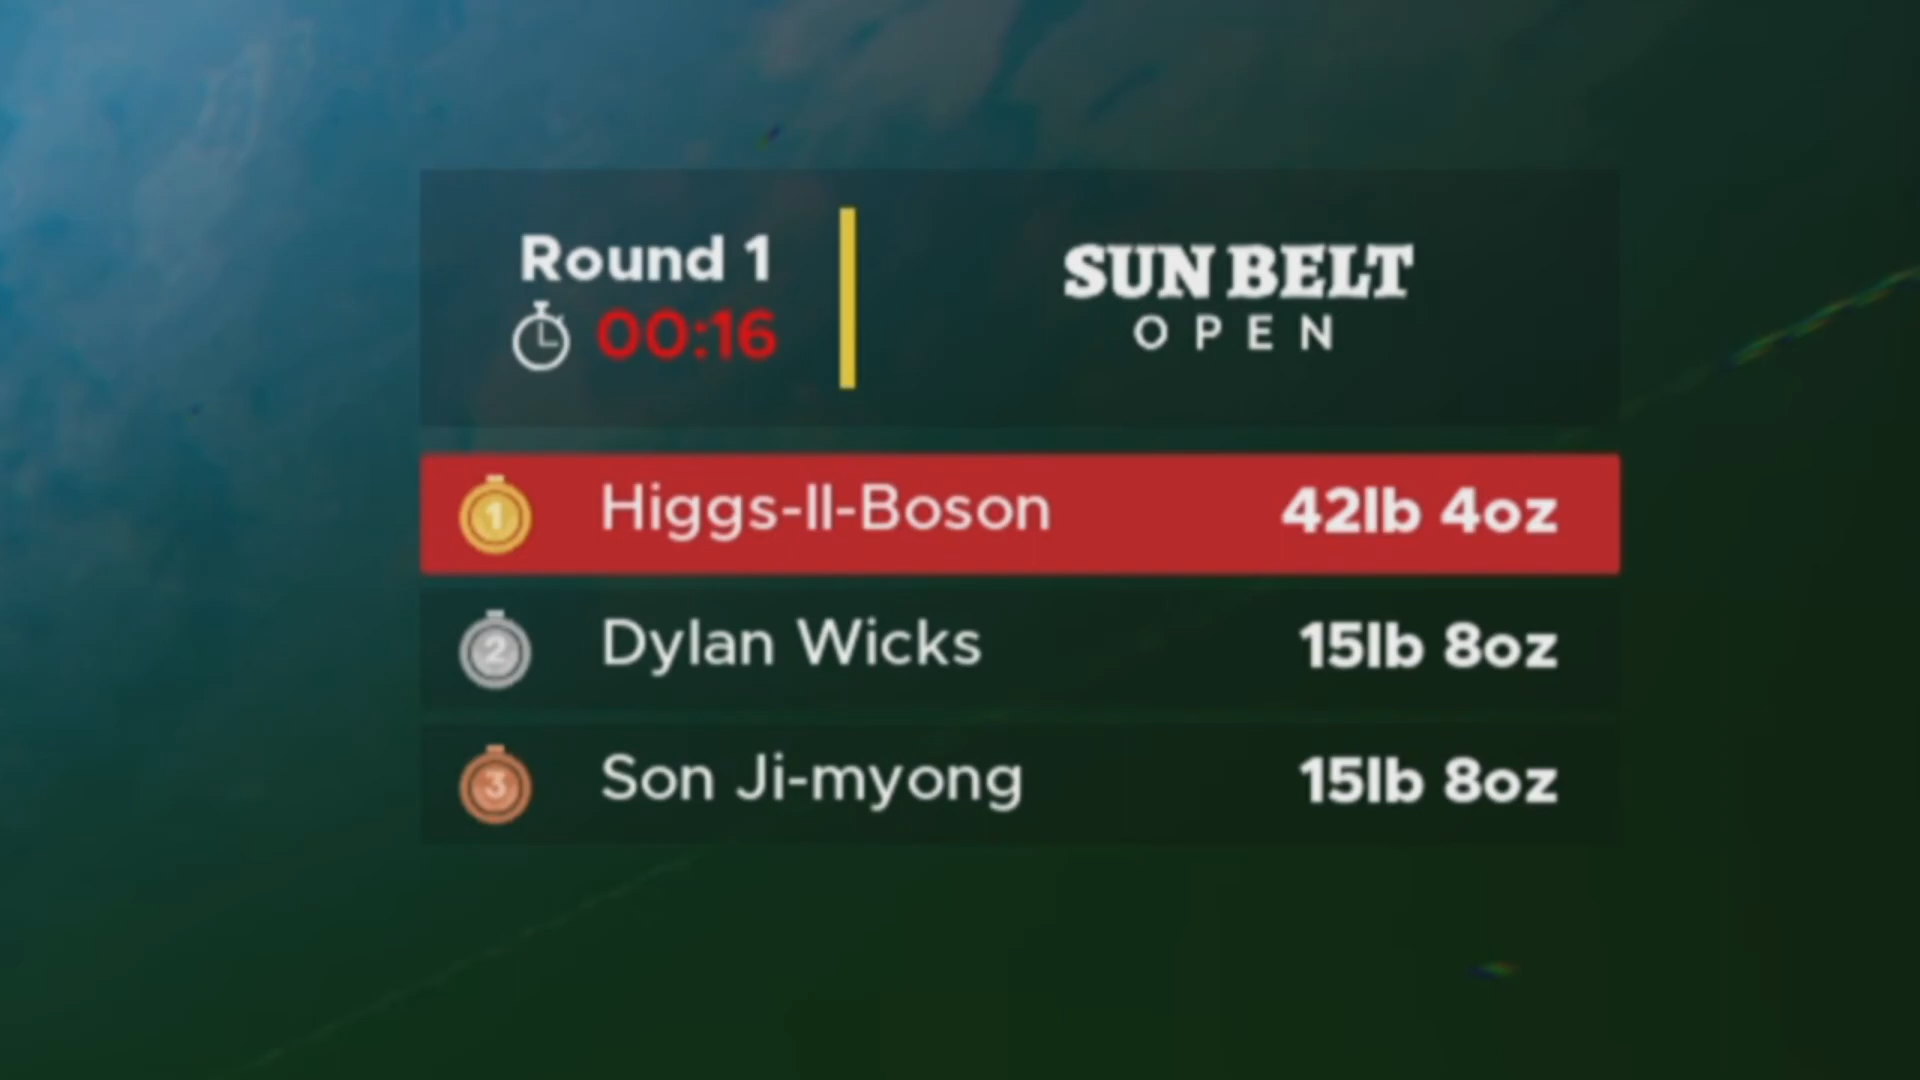 Round 1
00:16
SUN BELT
OPEN
1 Higgs-II-Boson 42lb 4oz
2 Dylan Wicks 15lb 8oz
3 Son Ji-myong 15lb 8oz